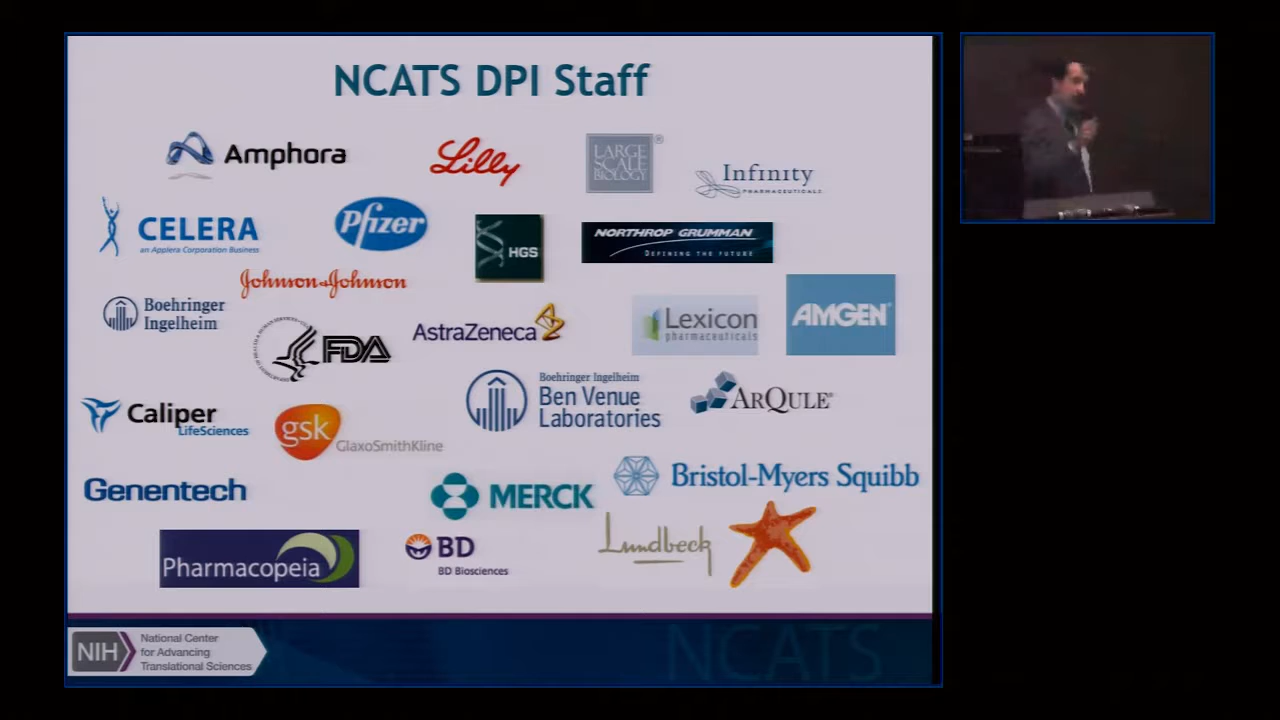 NCATS DPI Staff
Amphora
Lilly
LARGE
SCALE
BIOLOGY
®
Infinity
PHARMACEUTICALS
CELERA
an Applera Corporation Business
Pfizer
HGS
NORTHROP GRUMMAN
DEFINING THE FUTURE
Johnson & Johnson
Boehringer
Ingelheim
FDA
AstraZeneca
Lexicon
pharmaceuticals
AMGEN®
Caliper
LifeSciences
gsk
GlaxoSmithKline
Boehringer Ingelheim
Ben Venue
Laboratories
ARQULE®
Genentech
MERCK
Bristol-Myers Squibb
Pharmacopeia
BD
BD Biosciences
Lundbeck
NIH
National Center
for Advancing
Translational Sciences
NCATS